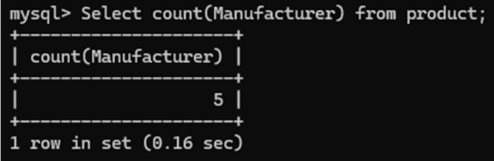 mysql> Select count(Manufacturer) from product;
+---------------------+
| count(Manufacturer) |
+---------------------+
|                   5 |
+---------------------+
1 row in set (0.16 sec)